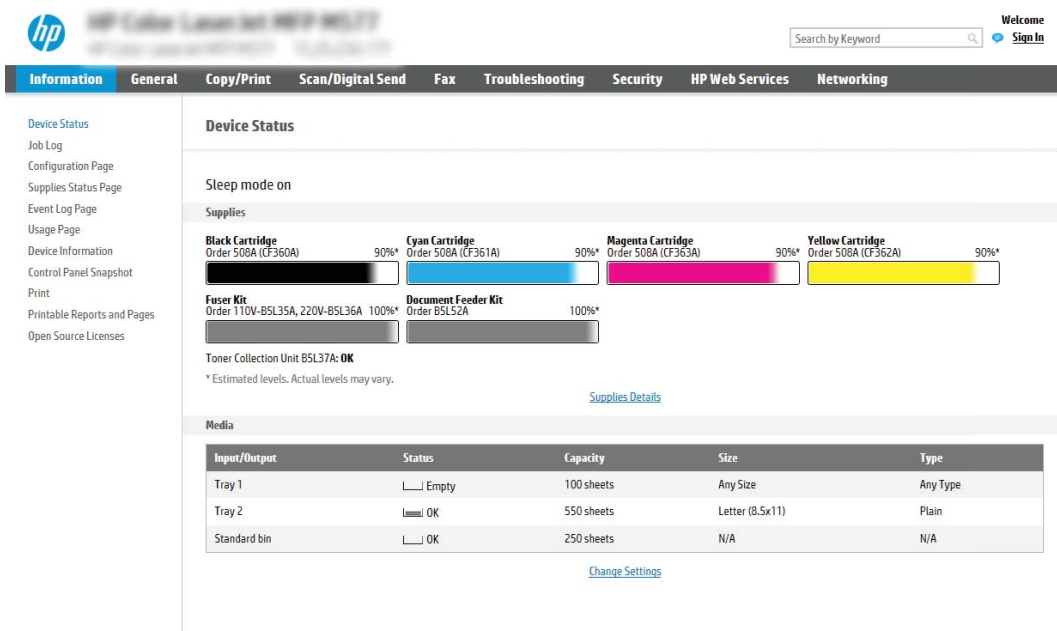 hp
Welcome
Search by Keyword
Sign In
Information General Copy/Print Scan/Digital Send Fax Troubleshooting Security HP Web Services Networking
Device Status
Job Log
Configuration Page
Supplies Status Page
Event Log Page
Usage Page
Device Information
Control Panel Snapshot
Print
Printable Reports and Pages
Open Source Licenses
Device Status
Sleep mode on
Supplies
Black Cartridge
Order 508A (CF360A) 90%*
Cyan Cartridge
Order 508A (CF361A) 90%*
Magenta Cartridge
Order 508A (CF363A) 90%*
Yellow Cartridge
Order 508A (CF362A) 90%*
Fuser Kit
Order 110V-B5L35A, 220V-B5L36A 100%*
Document Feeder Kit
Order B5L52A 100%*
Toner Collection Unit B5L37A: OK
* Estimated levels. Actual levels may vary.
Supplies Details
Media
Input/Output Status Capacity Size Type
Tray 1 Empty 100 sheets Any Size Any Type
Tray 2 OK 550 sheets Letter (8.5x11) Plain
Standard bin OK 250 sheets N/A N/A
Change Settings